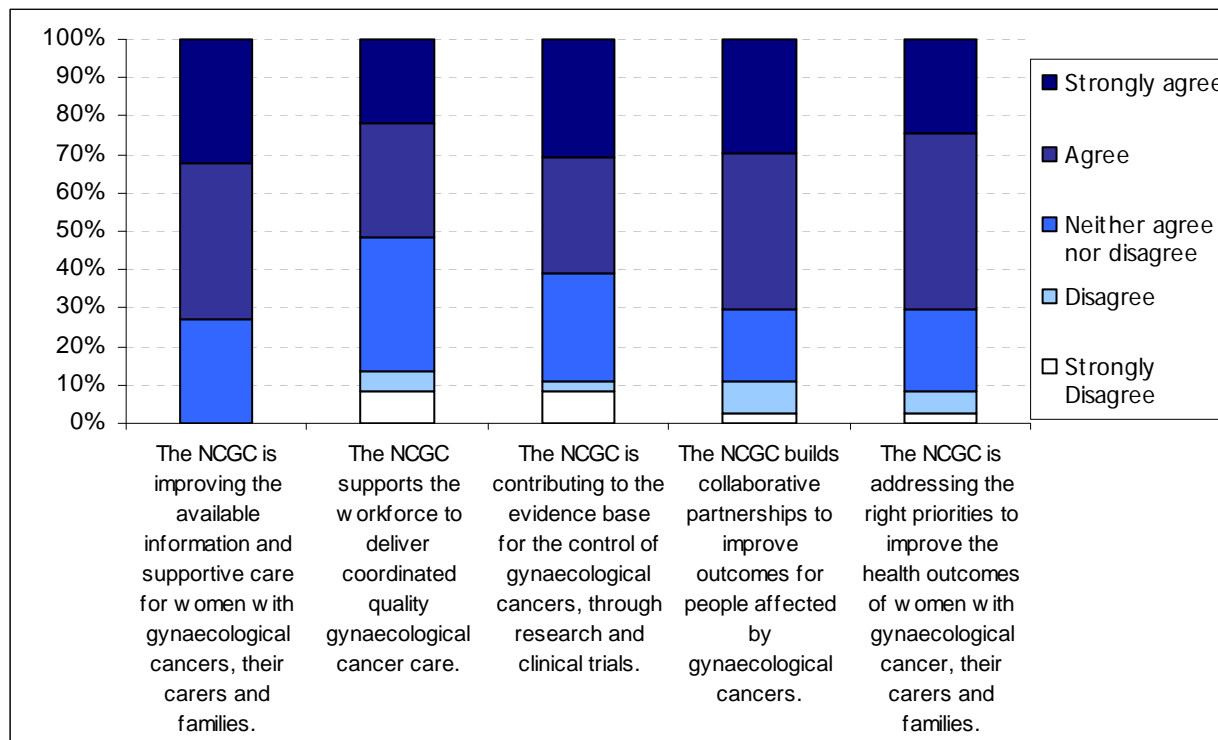 100%
90%
80%
70%
60%
50%
40%
30%
20%
10%
0%
The NCGC is
improving the
available
information and
supportive care
for women with
gynaecological
cancers, their
carers and
families.
The NCGC
supports the
workforce to
deliver
coordinated
quality
gynaecological
cancer care.
The NCGC is
contributing to the
evidence base
for the control of
gynaecological
cancers, through
research and
clinical trials.
The NCGC builds
collaborative
partnerships to
improve
outcomes for
people affected
by
gynaecological
cancers.
The NCGC is
addressing the
right priorities to
improve the
health outcomes
of women with
gynaecological
cancer, their
carers and
families.
Strongly agree
Agree
Neither agree
nor disagree
Disagree
Strongly
Disagree